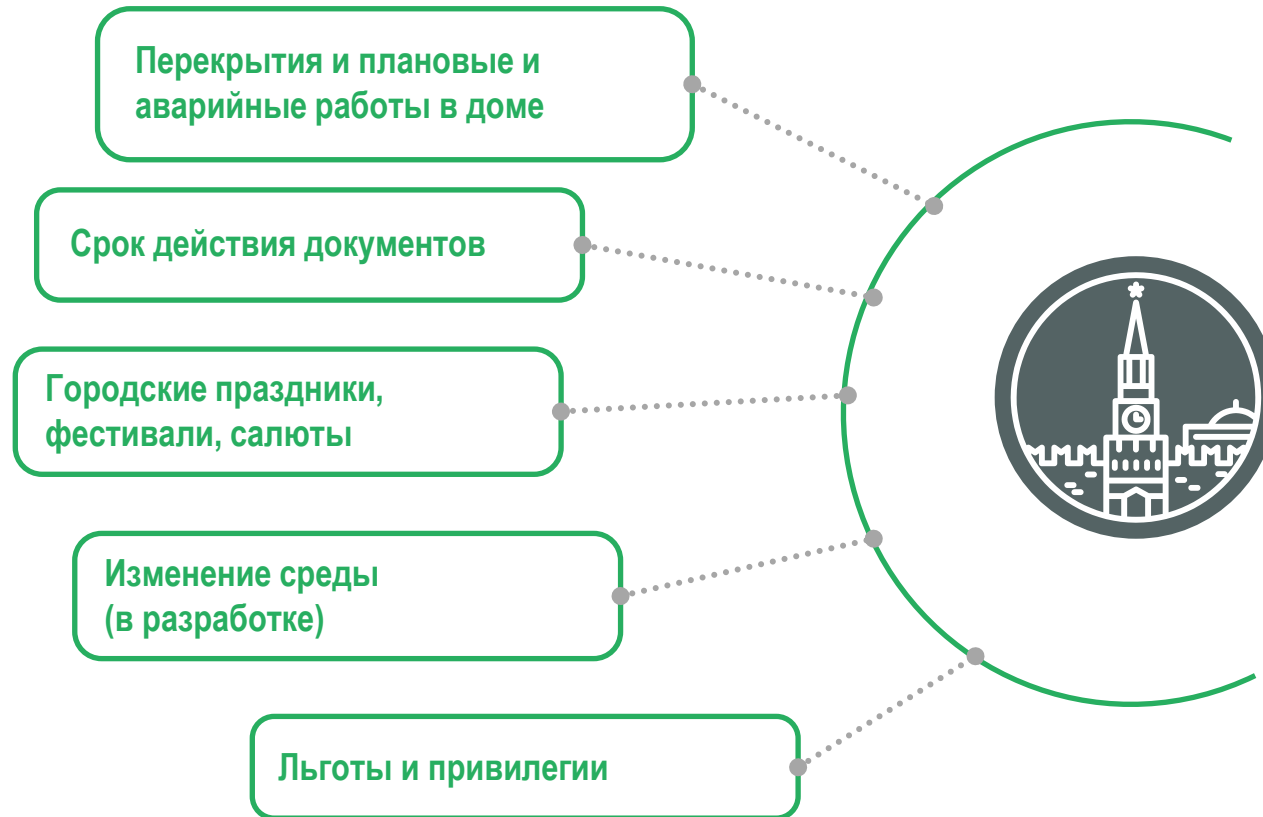 Перекрытия и плановые и
аварийные работы в доме
Срок действия документов
Городские праздники,
фестивали, салюты
Изменение среды
(в разработке)
Льготы и привилегии